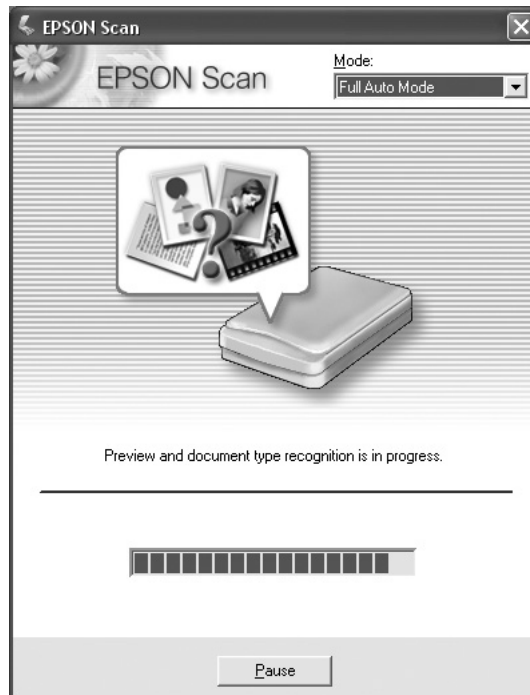 EPSON Scan
EPSON Scan
Mode:
Full Auto Mode
Preview and document type recognition is in progress.
Pause